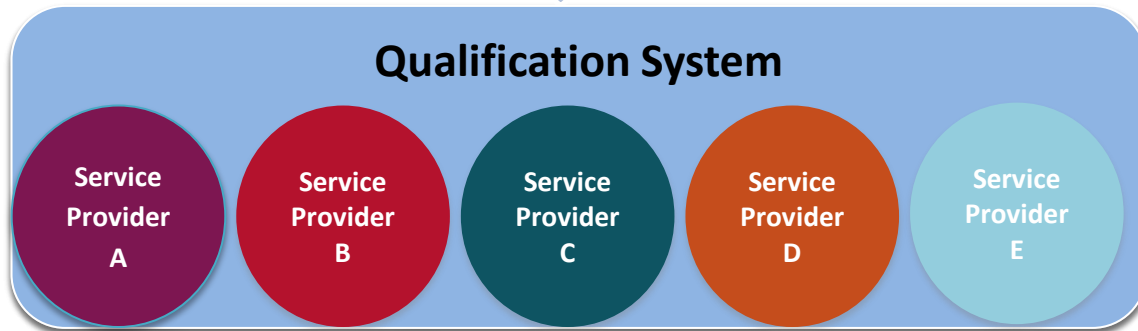 Qualification System
Service
Provider
A
Service
Provider
B
Service
Provider
C
Service
Provider
D
Service
Provider
E